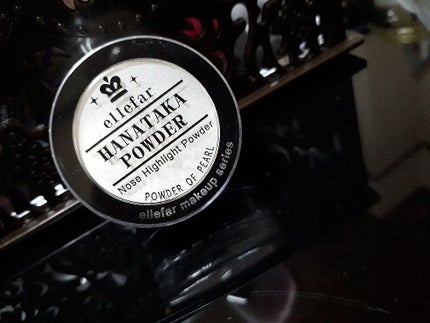 ellefar
HANATAKA
POWDER
Nose Highlight Powder
POWDER OF PEARL
ellefar makeup series